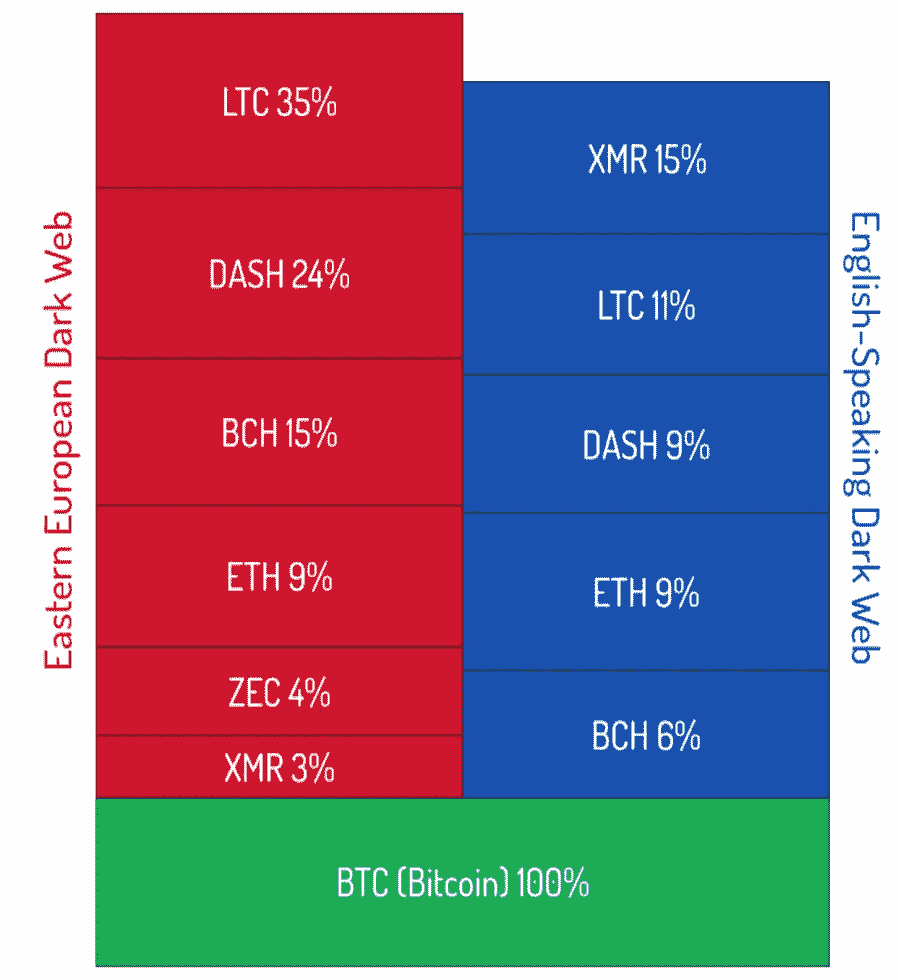 Eastern European Dark Web
LTC 35%
DASH 24%
BCH 15%
ETH 9%
ZEC 4%
XMR 3%
XMR 15%
LTC 11%
DASH 9%
ETH 9%
BCH 6%
English-Speaking Dark Web
BTC (Bitcoin) 100%